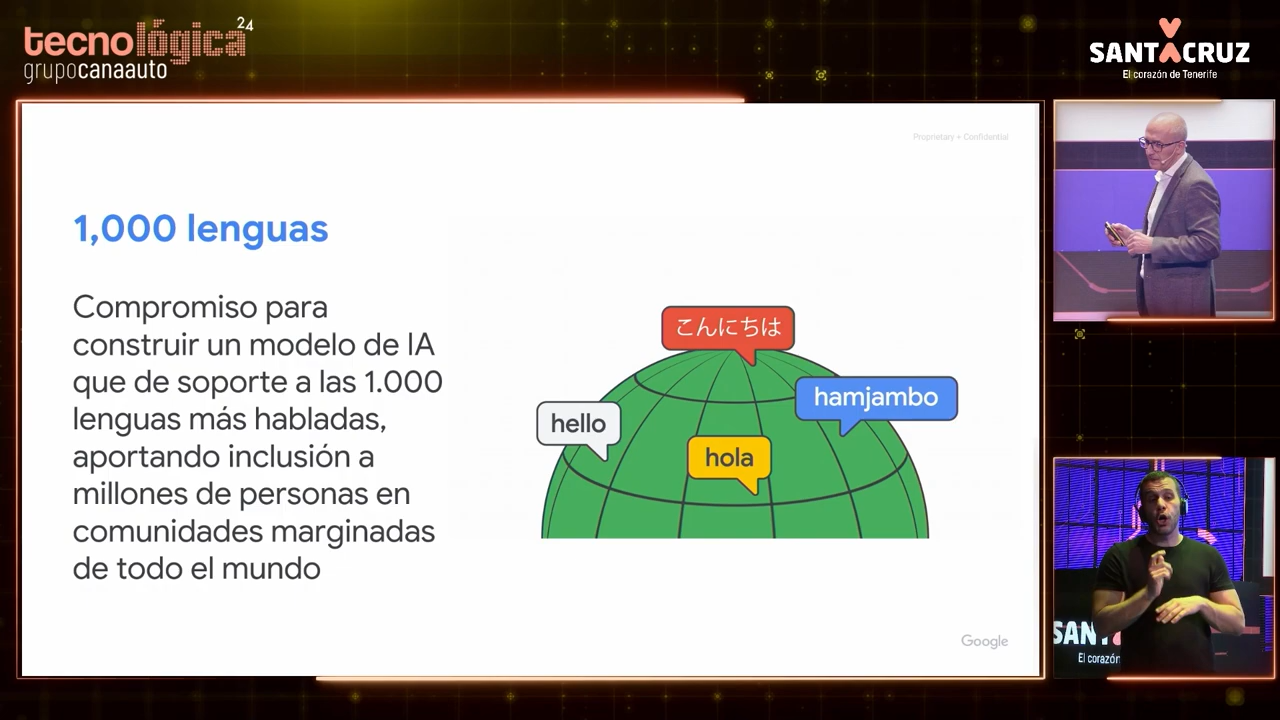 tecnológica24
grupocanaauto
SANTACRUZ
El corazón de Tenerife
Proprietary + Confidential
1,000 lenguas
Compromiso para
construir un modelo de IA
que de soporte a las 1.000
lenguas más habladas,
aportando inclusión a
millones de personas en
comunidades marginadas
de todo el mundo
こんにちは
hamjambo
hello
hola
Google
SANT
El corazón